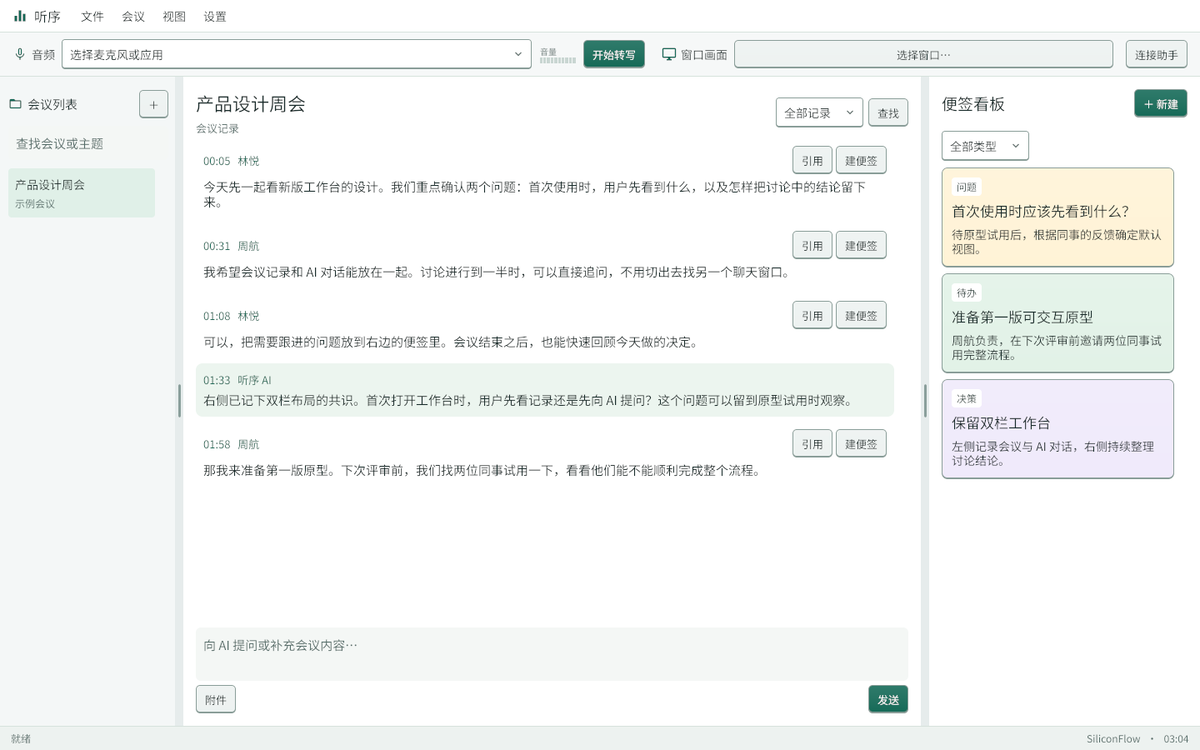 听序 文件 会议 视图 设置
音频 选择麦克风或应用 音量 开始转写 窗口画面 选择窗口… 连接助手
会议列表 +
查找会议或主题
产品设计周会
示例会议
产品设计周会
会议记录
全部记录 查找
00:05 林悦 引用 建便签
今天先一起看新版工作台的设计。我们重点确认两个问题：首次使用时，用户先看到什么，以及怎样把讨论中的结论留下
来。
00:31 周航 引用 建便签
我希望会议记录和 AI 对话能放在一起。讨论进行到一半时，可以直接追问，不用切出去找另一个聊天窗口。
01:08 林悦 引用 建便签
可以，把需要跟进的问题放到右边的便签里。会议结束之后，也能快速回顾今天做的决定。
01:33 听序 AI
右侧已记下双栏布局的共识。首次打开工作台时，用户先看记录还是先向 AI 提问？这个问题可以留到原型试用时观察。
01:58 周航 引用 建便签
那我来准备第一版原型。下次评审前，我们找两位同事试用一下，看看他们能不能顺利完成整个流程。
向 AI 提问或补充会议内容…
附件 发送
便签看板 + 新建
全部类型
问题
首次使用时应该先看到什么？
待原型试用后，根据同事的反馈确定默认
视图。
待办
准备第一版可交互原型
周航负责，在下次评审前邀请两位同事试
用完整流程。
决策
保留双栏工作台
左侧记录会议与 AI 对话，右侧持续整理
讨论结论。
就绪 SiliconFlow • 03:04